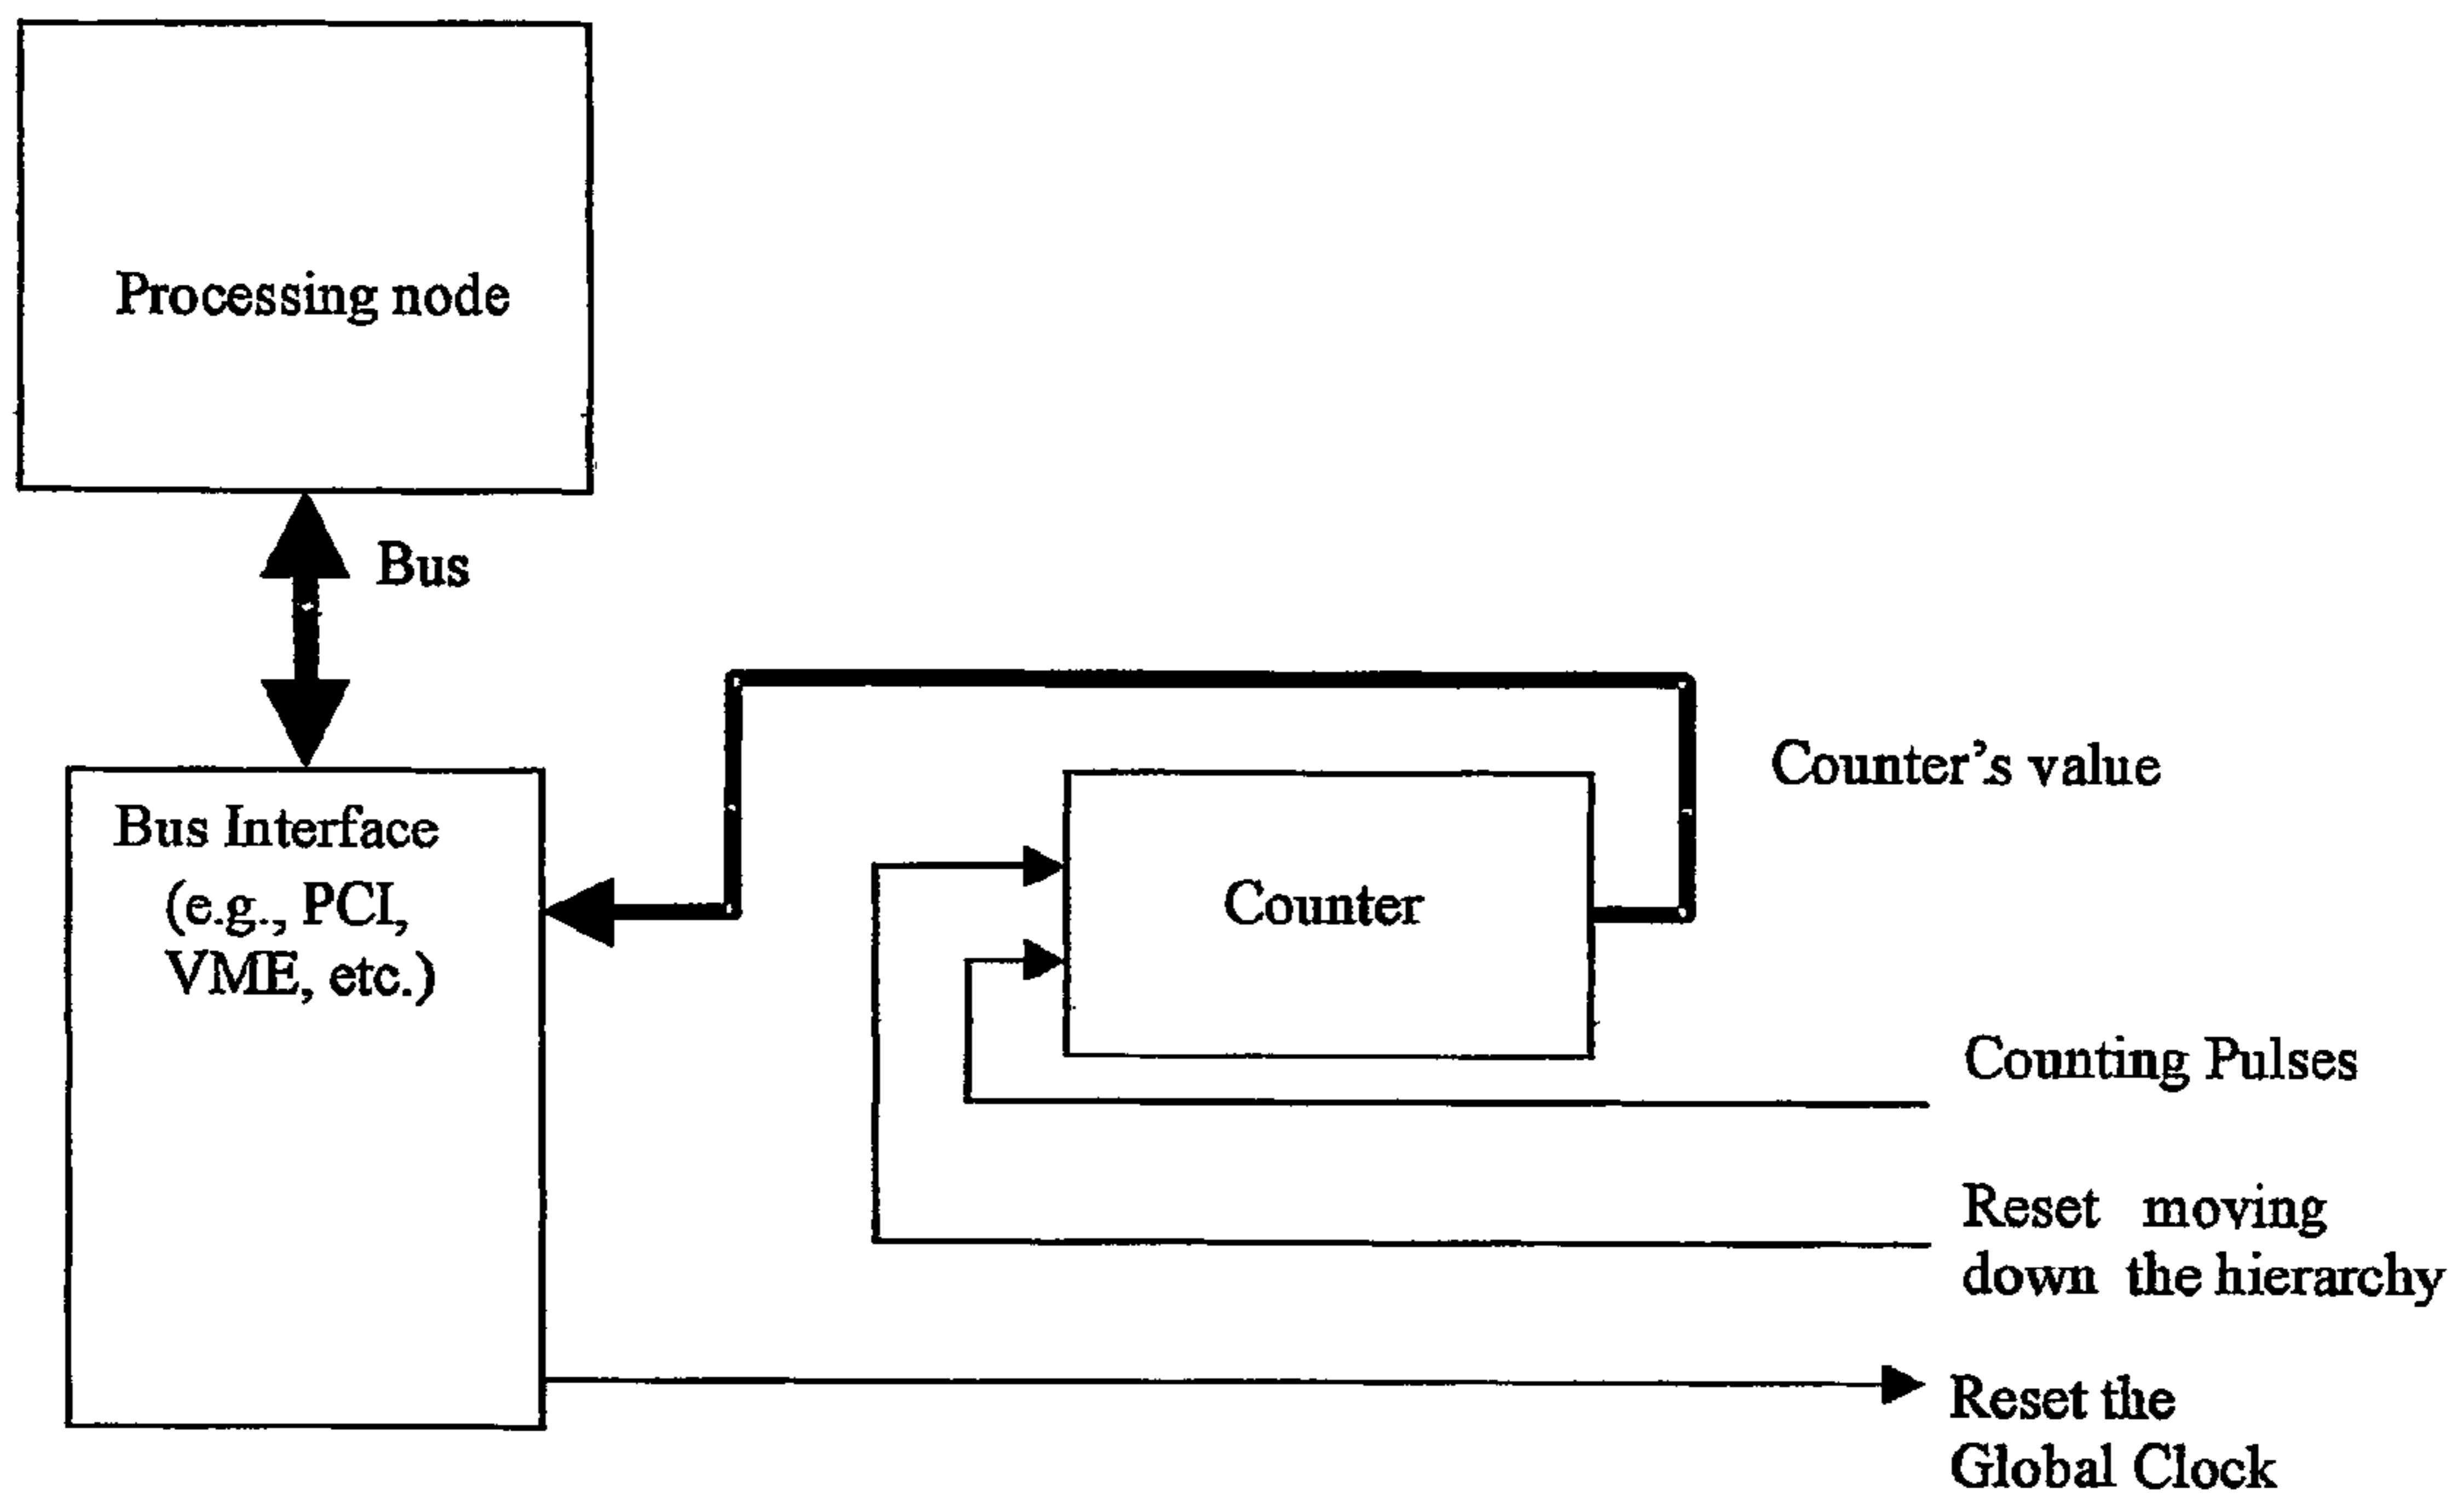 Processing node
Bus
Counter's value
Bus Interface
(e.g., PCI,
VME, etc.)
Counter
Counting Pulses
Reset moving
down the hierarchy
Reset the
Global Clock